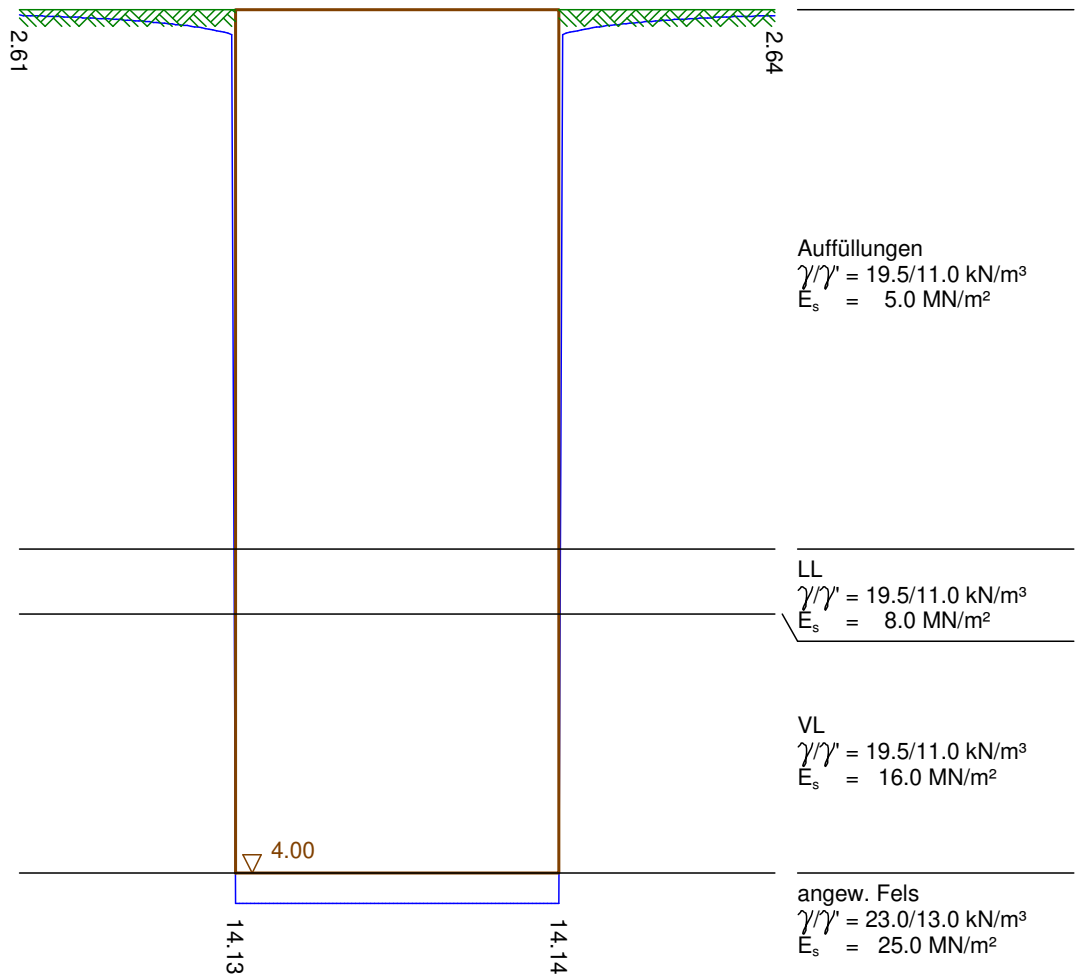 2.61
2.64
Auffüllungen
γ/γ' = 19.5/11.0 kN/m³
Eₛ = 5.0 MN/m²
LL
γ/γ' = 19.5/11.0 kN/m³
Eₛ = 8.0 MN/m²
VL
γ/γ' = 19.5/11.0 kN/m³
Eₛ = 16.0 MN/m²
4.00
angew. Fels
γ/γ' = 23.0/13.0 kN/m³
Eₛ = 25.0 MN/m²
14.13
14.14